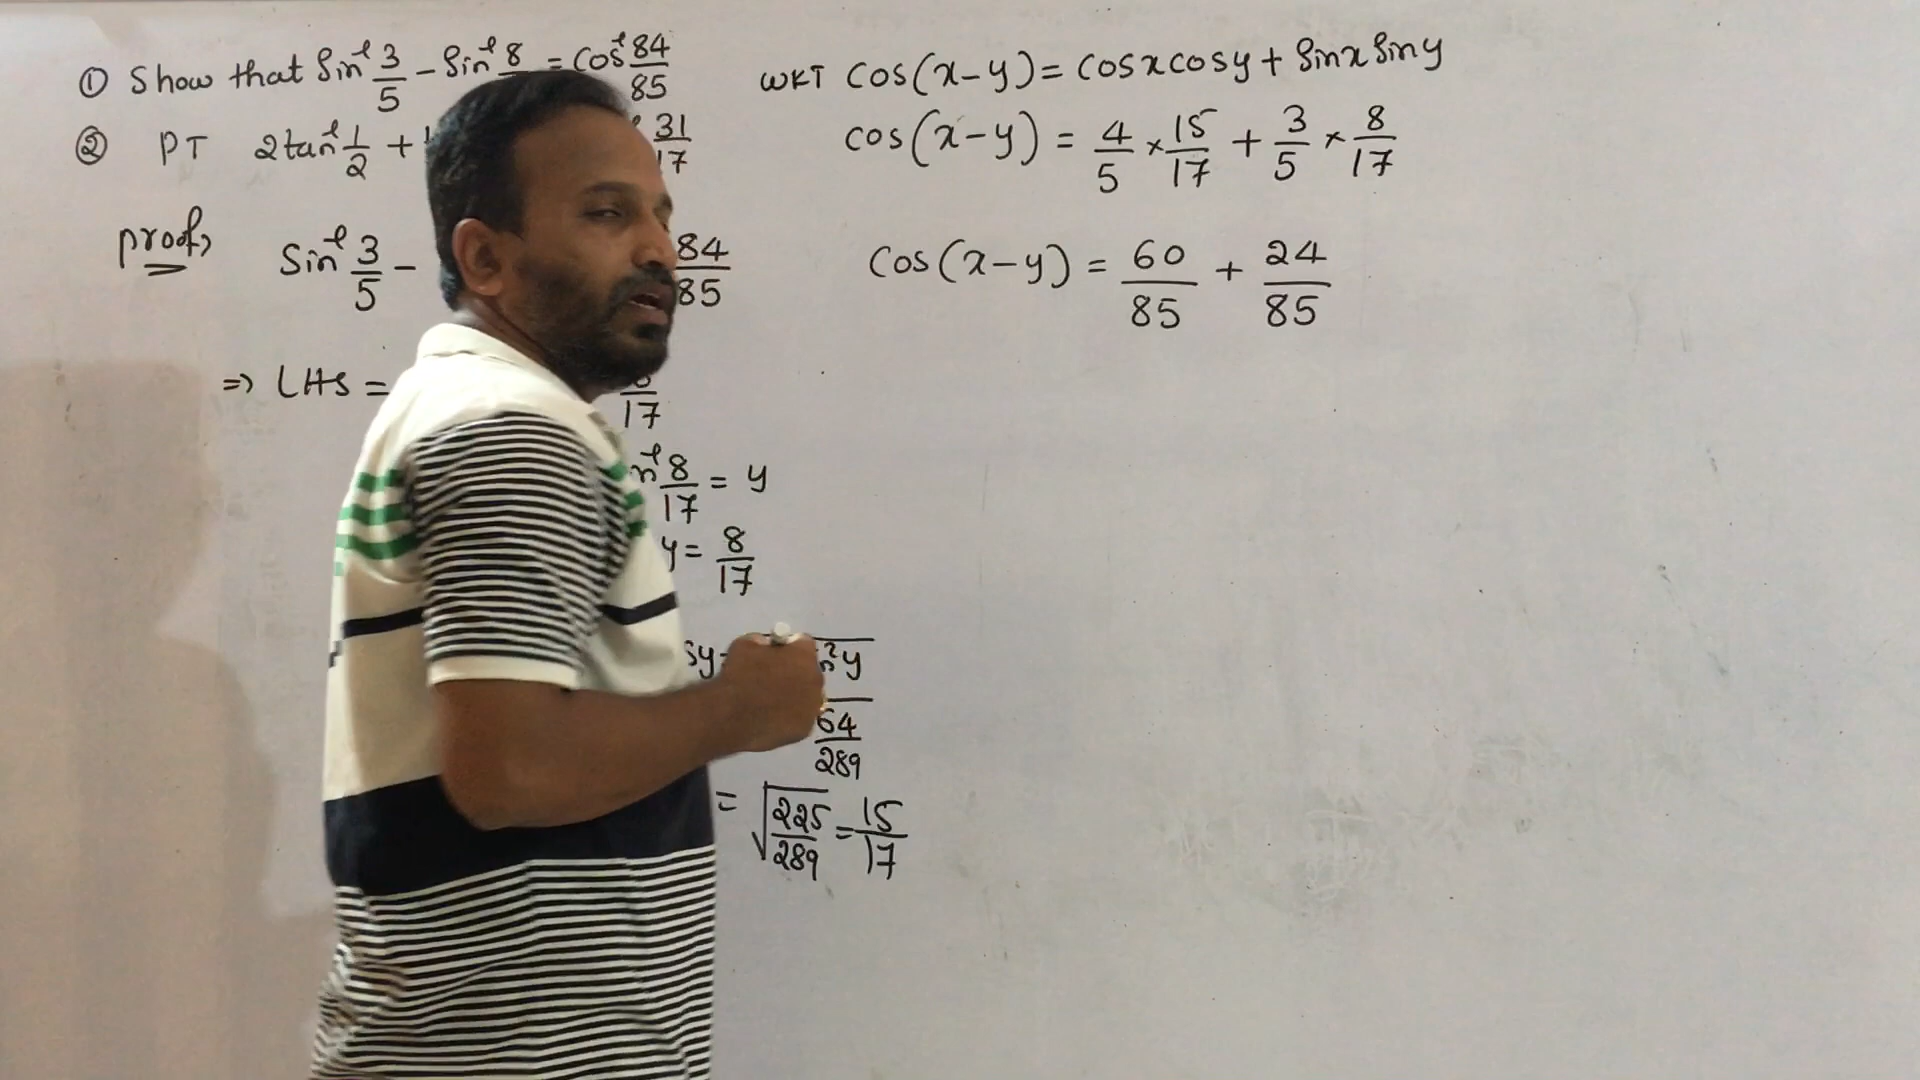 ① Show that Sin⁻¹ 3/5 − Sin⁻¹ 8 = Cos⁻¹ 84/85
② PT 2tan⁻¹ 1/2 + 31/17
Proof,
Sin⁻¹ 3/5 − 84/85
⇒ LHS = /17
n⁻¹ 8/17 = y
y = 8/17
sy n²y
64/289
= √225/289 = 15/17
WKT Cos(x−y) = Cosx Cosy + Sinx Siny
Cos(x−y) = 4/5 × 15/17 + 3/5 × 8/17
Cos(x−y) = 60/85 + 24/85